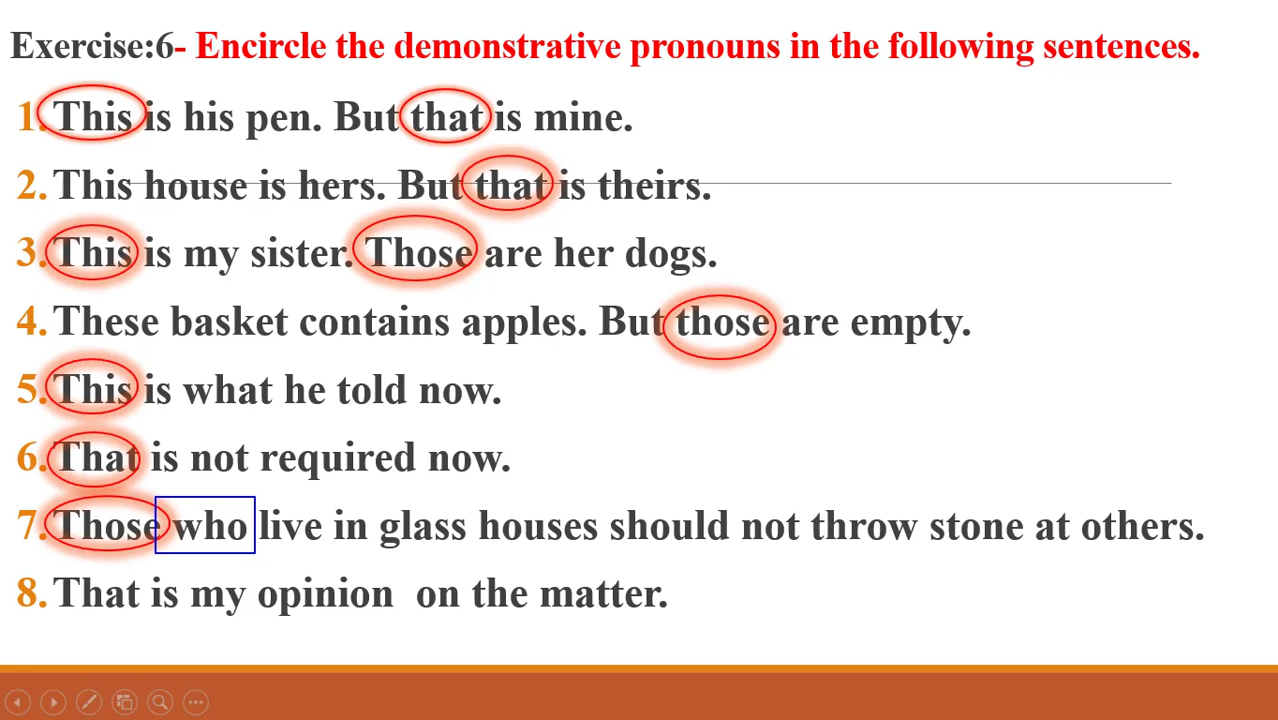 Exercise:6- Encircle the demonstrative pronouns in the following sentences.
1. This is his pen. But that is mine.
2. This house is hers. But that is theirs.
3. This is my sister. Those are her dogs.
4. These basket contains apples. But those are empty.
5. This is what he told now.
6. That is not required now.
7. Those who live in glass houses should not throw stone at others.
8. That is my opinion  on the matter.